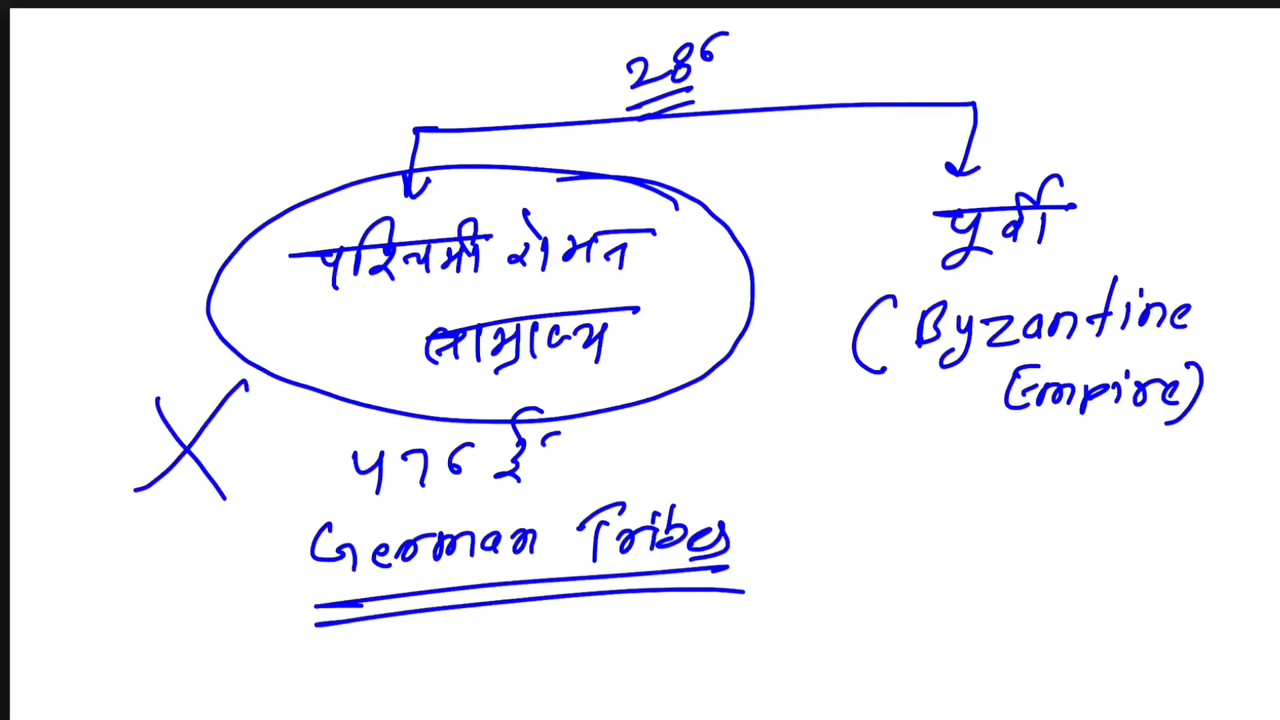 286
पश्चिमी रोमन
साम्राज्य
पूर्वी
(Byzantine
Empire)
476 ई॰
German Tribes